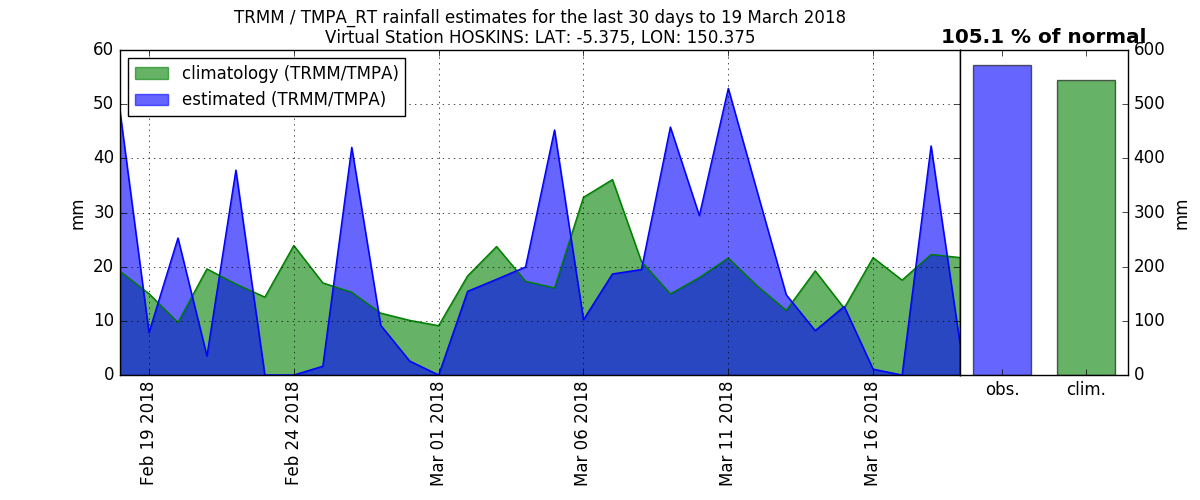 TRMM / TMPA_RT rainfall estimates for the last 30 days to 19 March 2018
Virtual Station HOSKINS: LAT: -5.375, LON: 150.375
105.1 % of normal
climatology (TRMM/TMPA)
estimated (TRMM/TMPA)
60
50
40
30
20
10
0
mm
Feb 19 2018
Feb 24 2018
Mar 01 2018
Mar 06 2018
Mar 11 2018
Mar 16 2018
obs.
clim.
600
500
400
300
200
100
0
mm